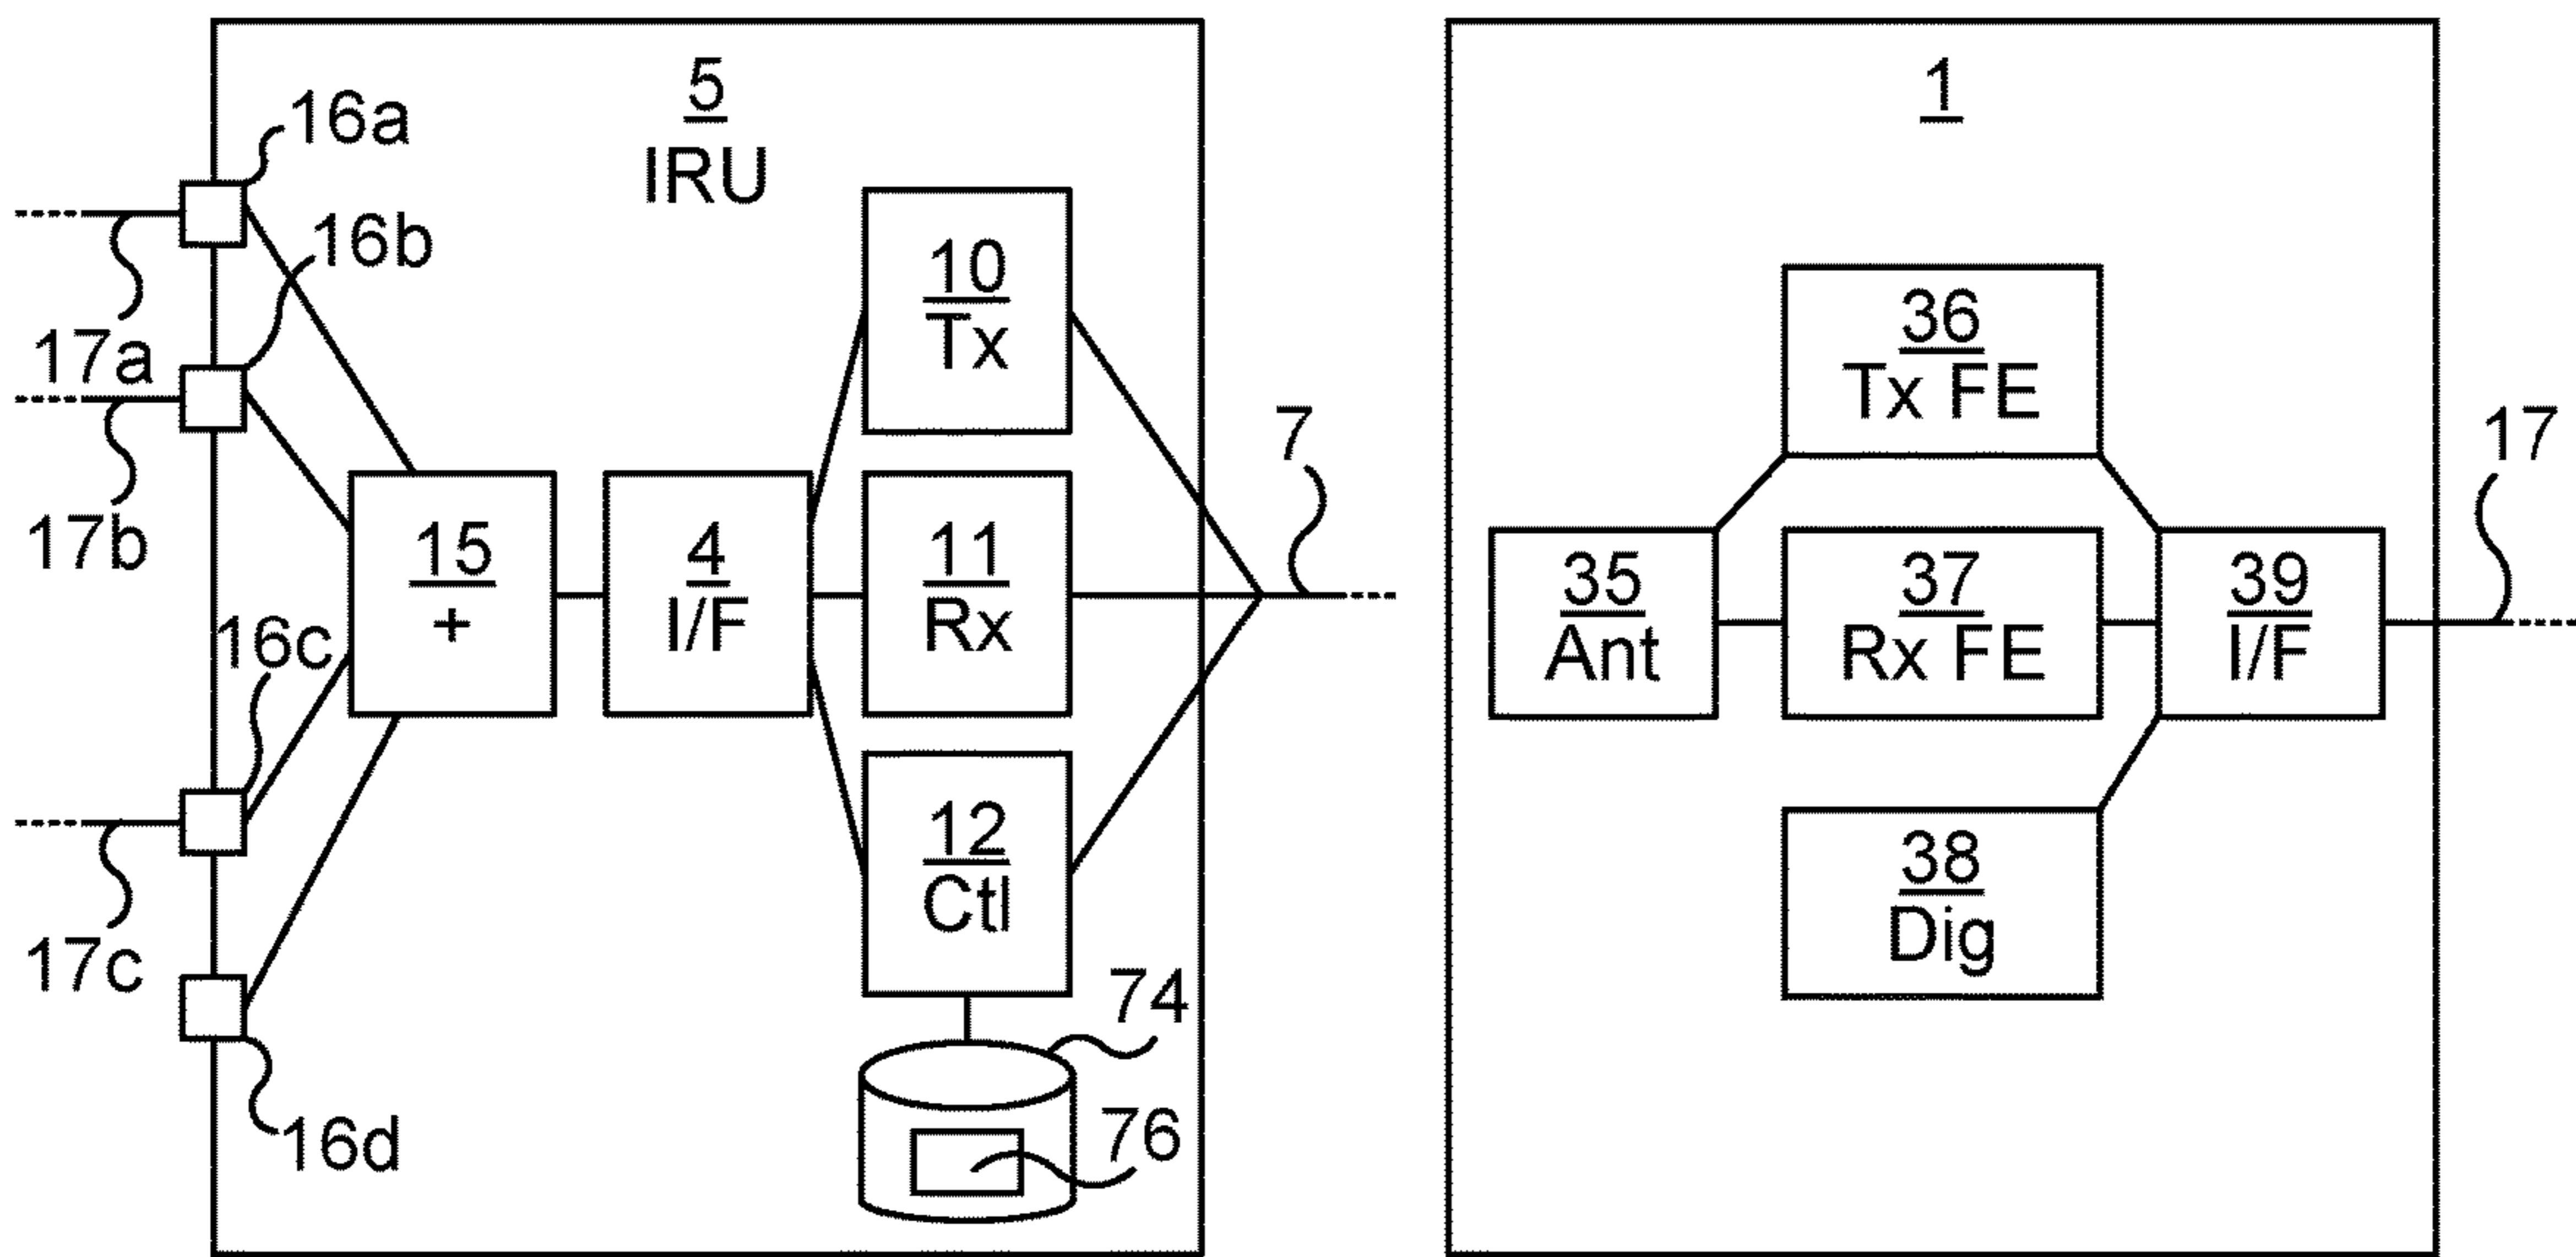 5
IRU
16a
16b
17a
17b
10
Tx
15
+
4
I/F
11
Rx
7
16c
12
Ctl
17c
16d
74
76
1
36
Tx FE
17
35
Ant
37
Rx FE
39
I/F
38
Dig